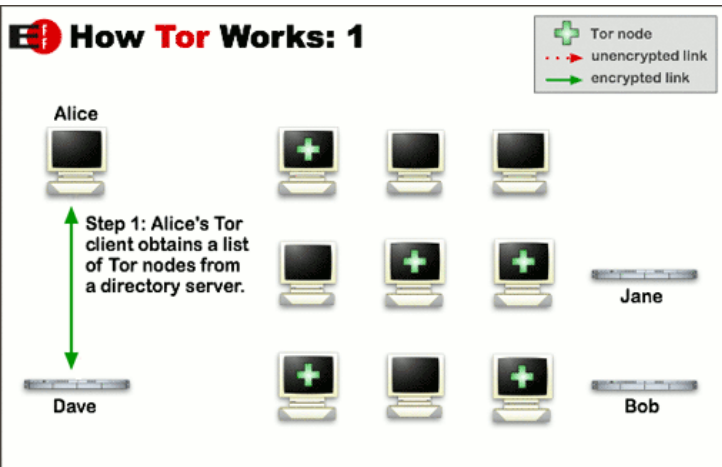 EFF How Tor Works: 1
Tor node
unencrypted link
encrypted link
Alice
Step 1: Alice's Tor
client obtains a list
of Tor nodes from
a directory server.
Jane
Dave
Bob